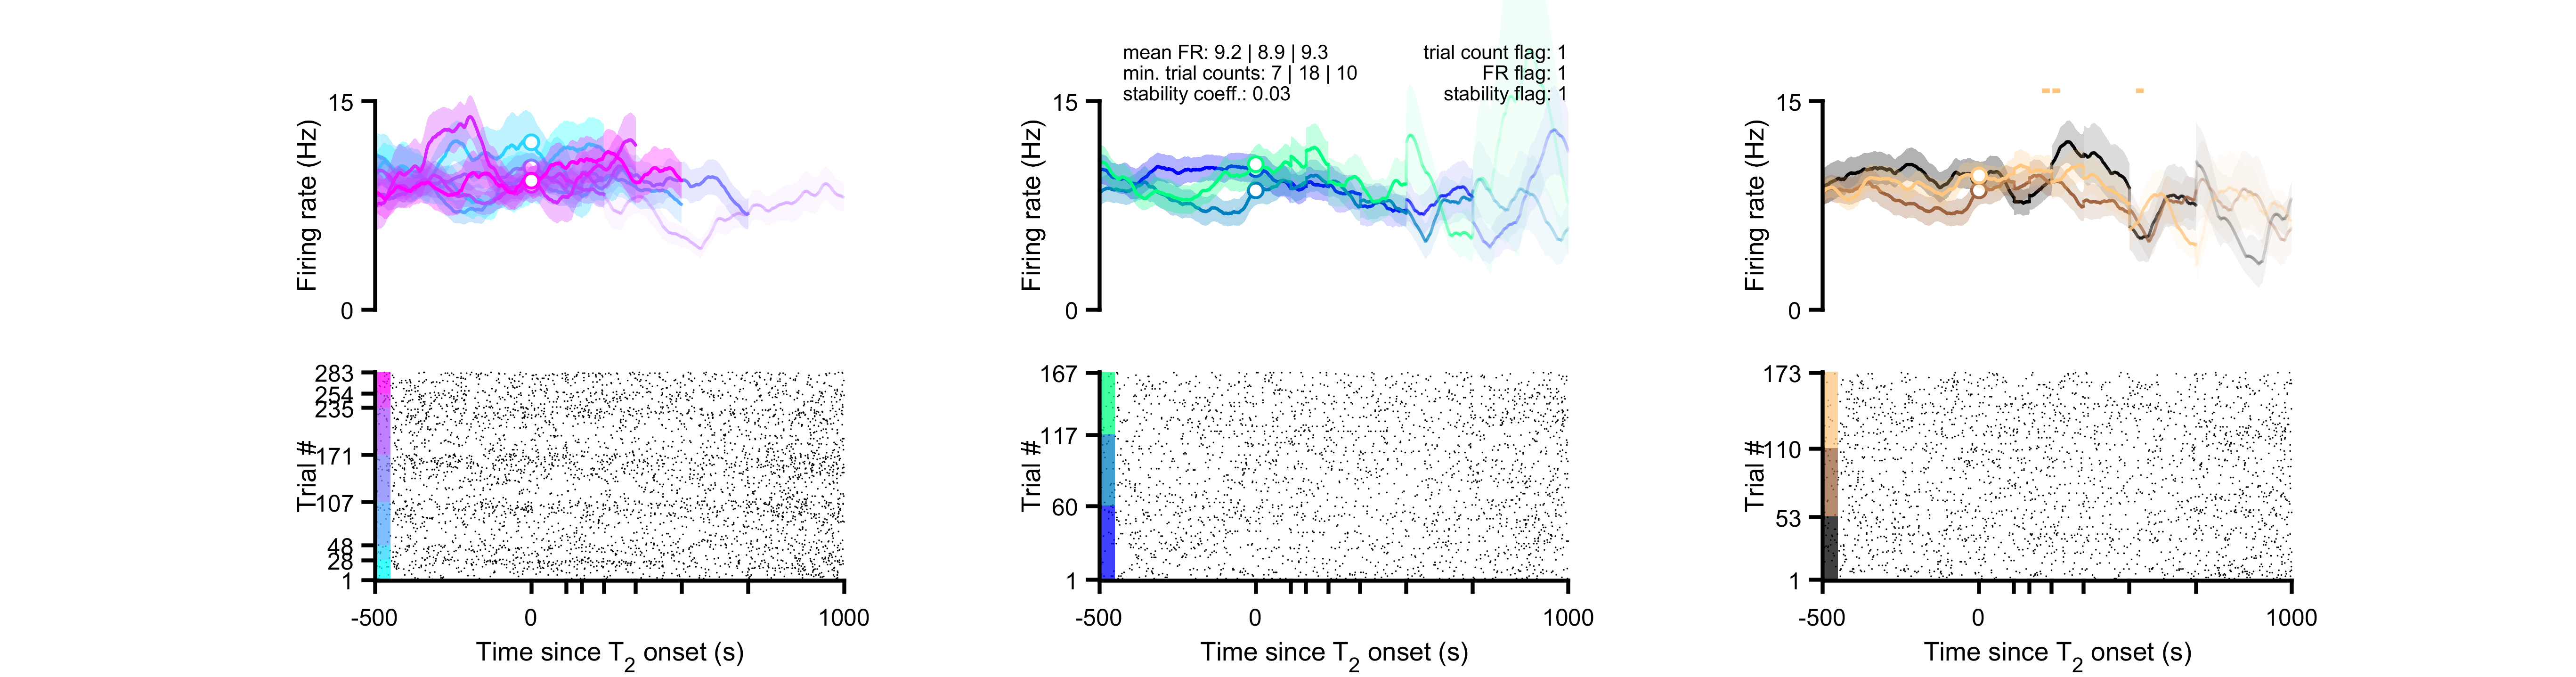 mean FR: 9.2 | 8.9 | 9.3
min. trial counts: 7 | 18 | 10
stability coeff.: 0.03
trial count flag: 1
FR flag: 1
stability flag: 1
15
Firing rate (Hz)
0
15
Firing rate (Hz)
0
15
Firing rate (Hz)
0
283
254
235
171
107
48
28
1
Trial #
-500
0
1000
Time since T2 onset (s)
167
117
60
1
Trial #
-500
0
1000
Time since T2 onset (s)
173
110
53
1
Trial #
-500
0
1000
Time since T2 onset (s)